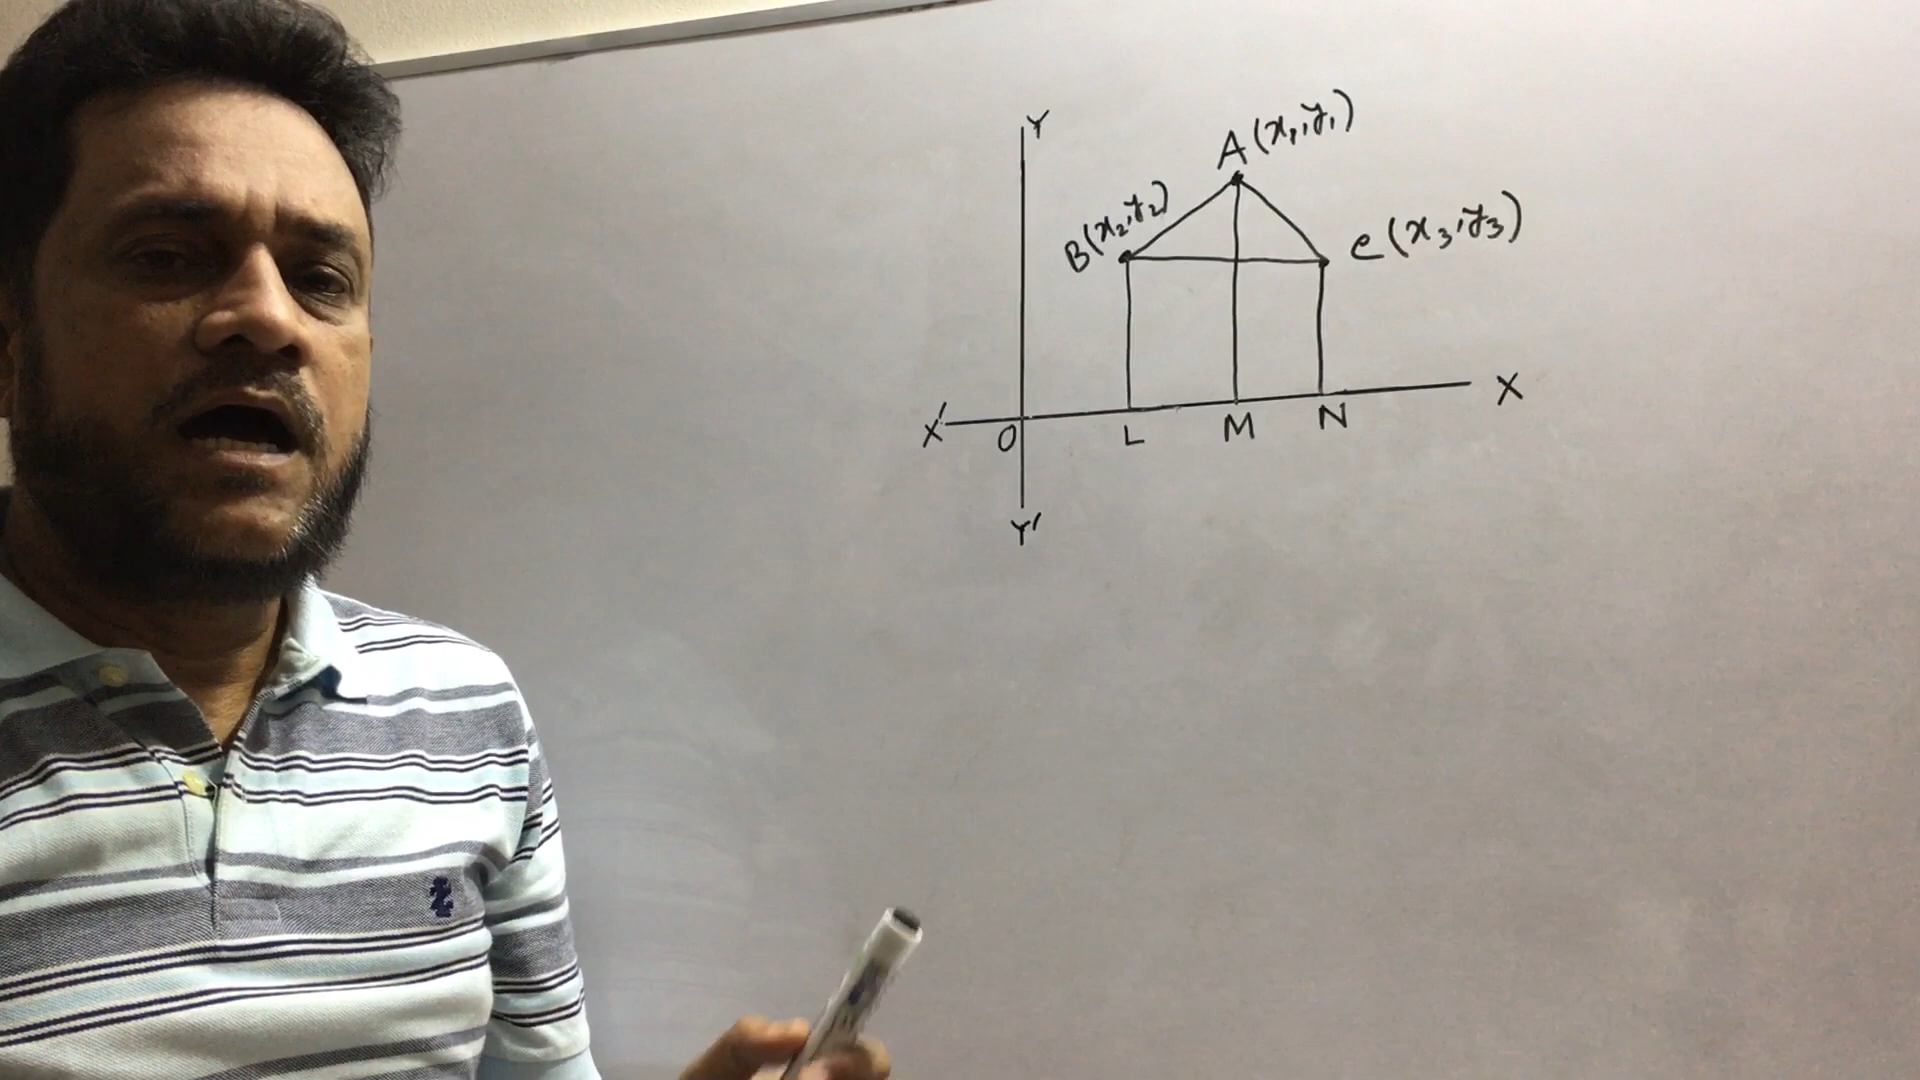 Y
A(x₁,y₁)
B(x₂,y₂)
C(x₃,y₃)
X' O L M N X
Y'